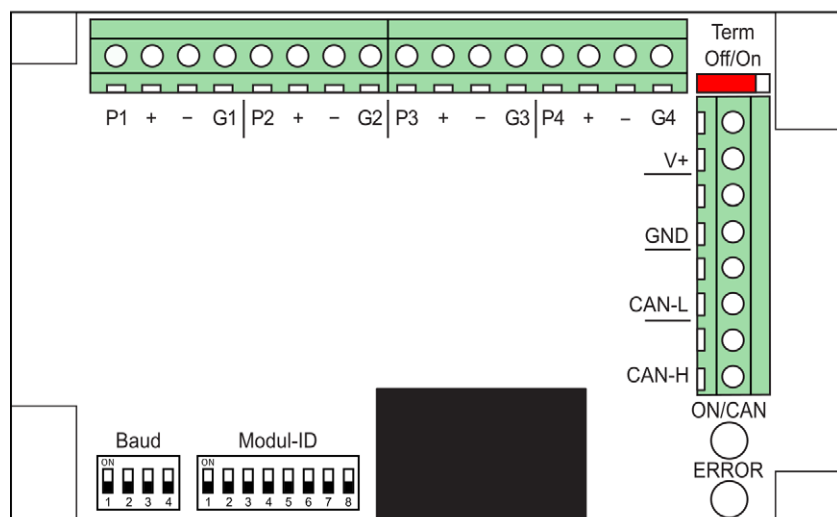 Term
Off/On
P1 + – G1 P2 + – G2 P3 + – G3 P4 + – G4
V+
GND
CAN-L
CAN-H
ON/CAN
ERROR
Baud Modul-ID
ON ON
1 2 3 4 1 2 3 4 5 6 7 8